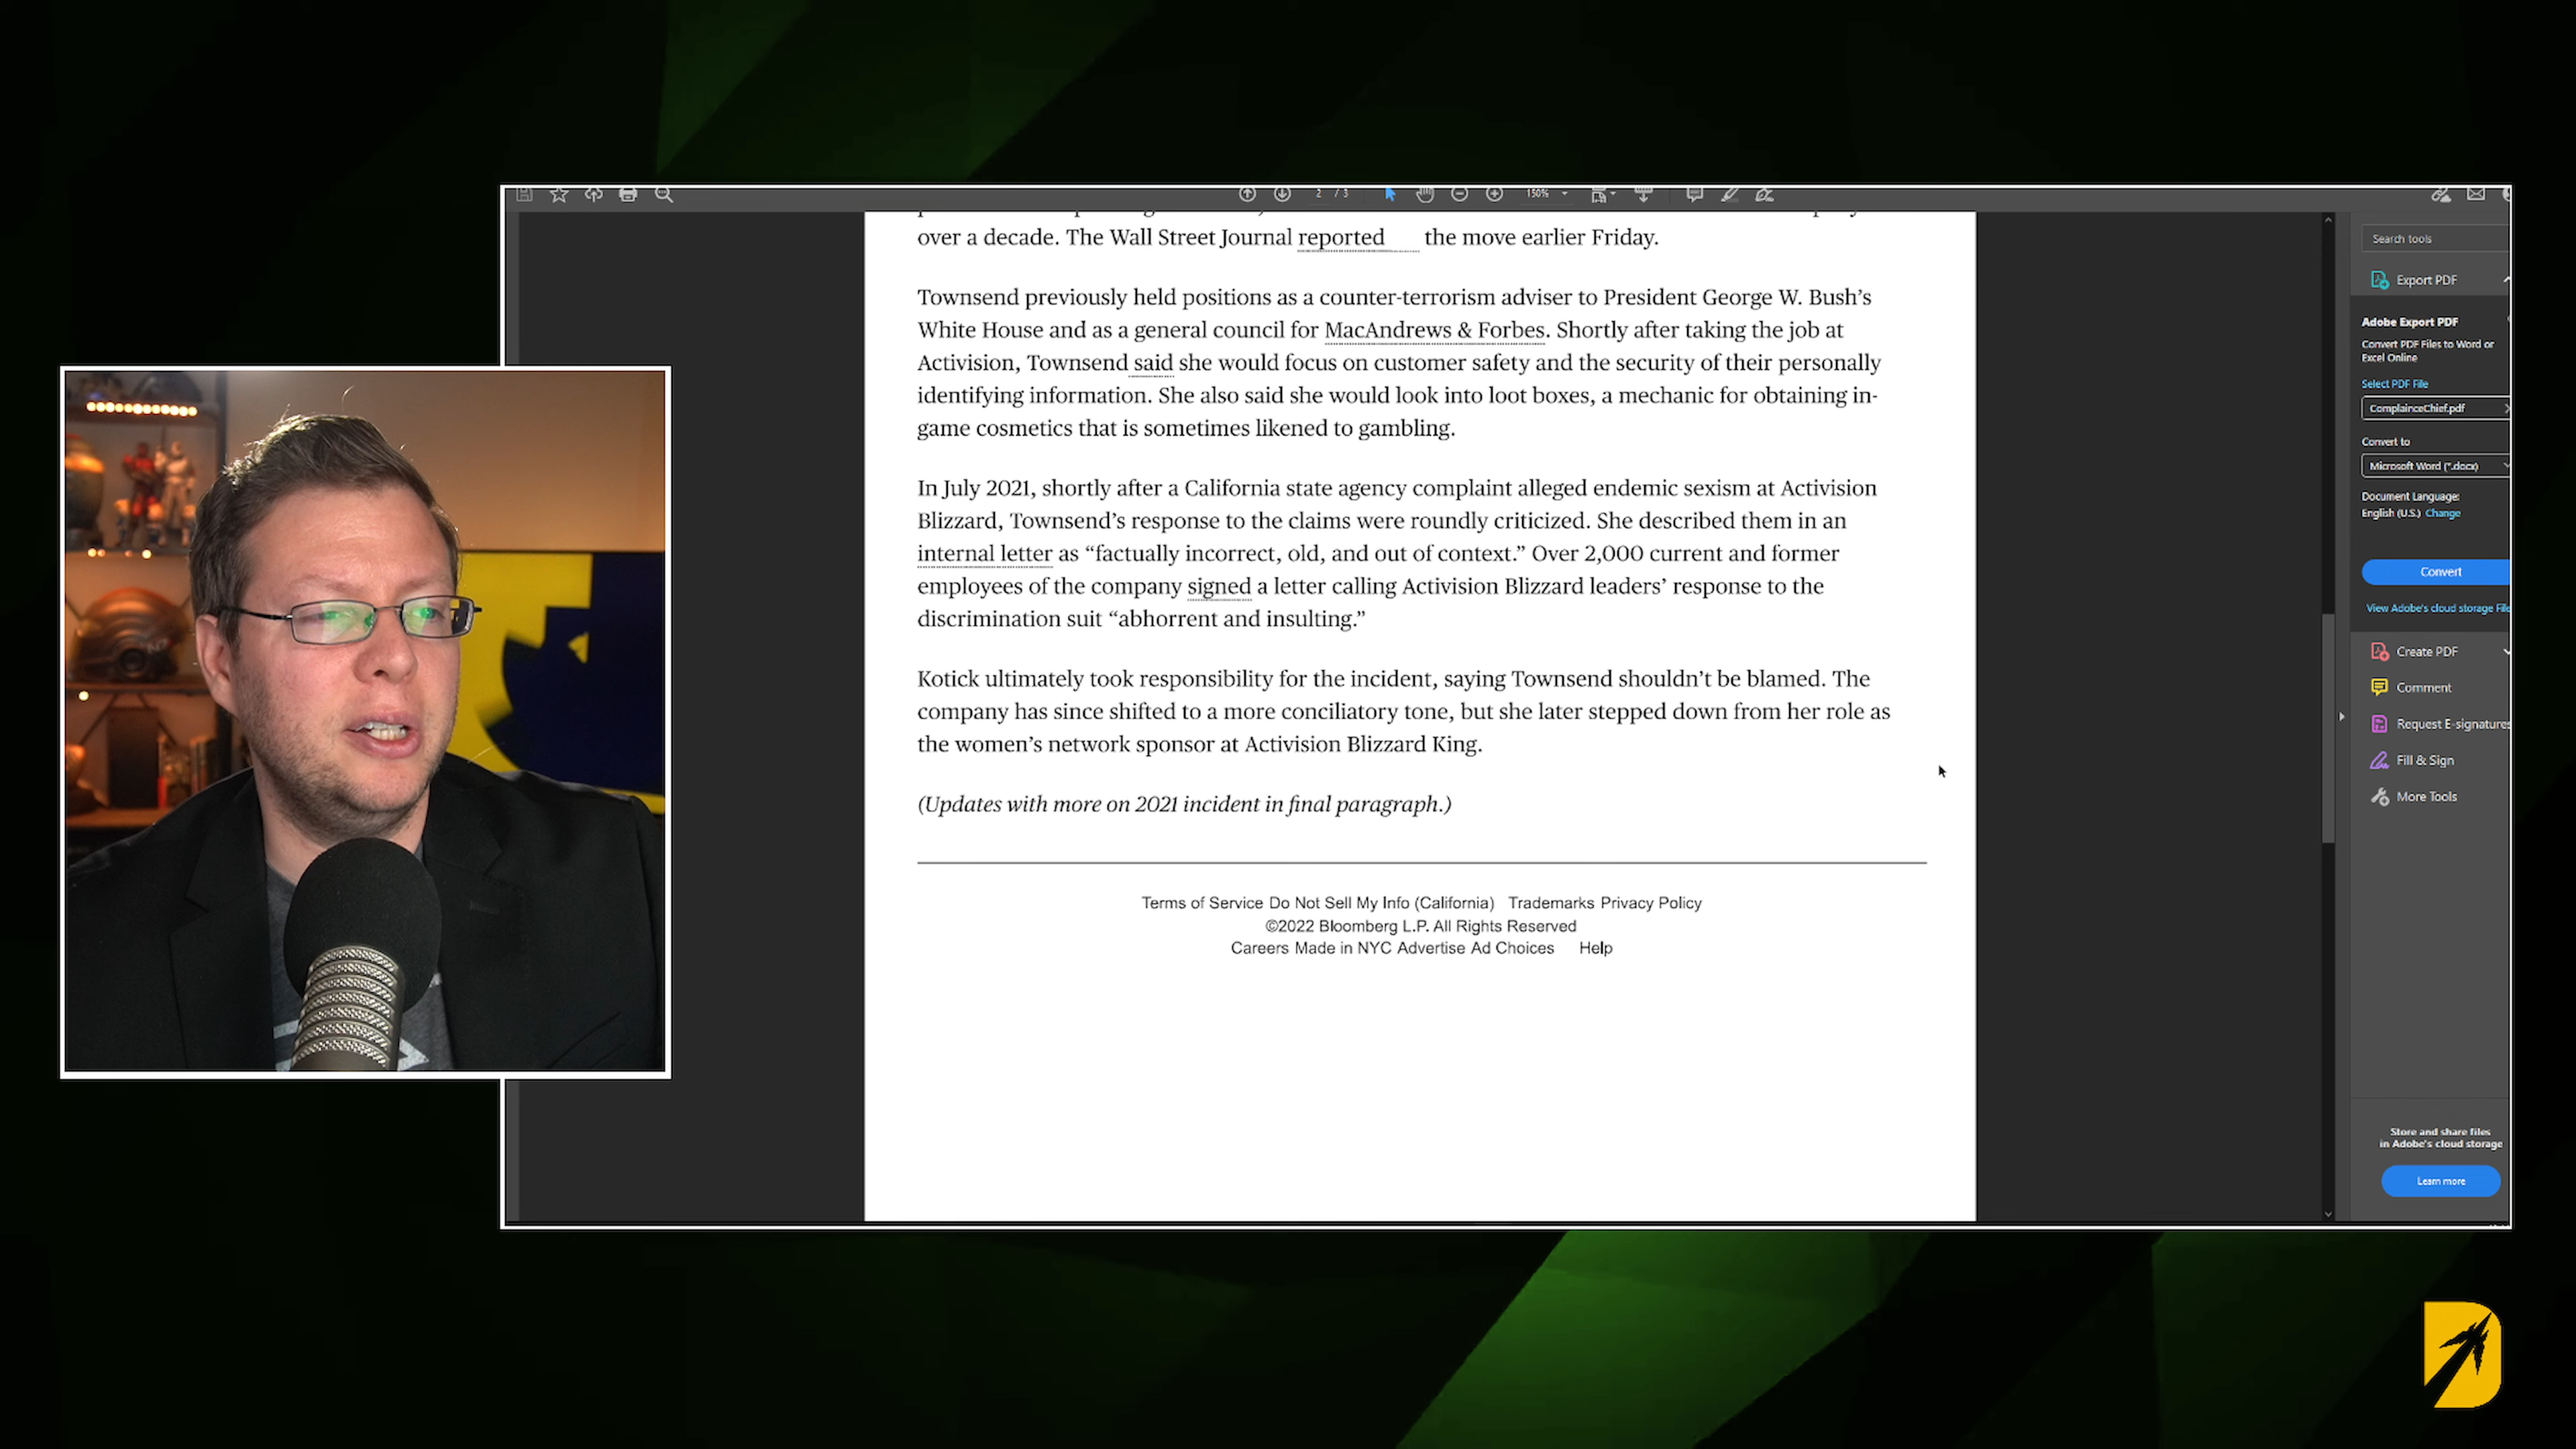 2 / 3
150%
over a decade. The Wall Street Journal reported the move earlier Friday.
Townsend previously held positions as a counter-terrorism adviser to President George W. Bush’s
White House and as a general council for MacAndrews & Forbes. Shortly after taking the job at
Activision, Townsend said she would focus on customer safety and the security of their personally
identifying information. She also said she would look into loot boxes, a mechanic for obtaining in-
game cosmetics that is sometimes likened to gambling.
In July 2021, shortly after a California state agency complaint alleged endemic sexism at Activision
Blizzard, Townsend’s response to the claims were roundly criticized. She described them in an
internal letter as “factually incorrect, old, and out of context.” Over 2,000 current and former
employees of the company signed a letter calling Activision Blizzard leaders’ response to the
discrimination suit “abhorrent and insulting.”
Kotick ultimately took responsibility for the incident, saying Townsend shouldn’t be blamed. The
company has since shifted to a more conciliatory tone, but she later stepped down from her role as
the women’s network sponsor at Activision Blizzard King.
(Updates with more on 2021 incident in final paragraph.)
Terms of Service Do Not Sell My Info (California) Trademarks Privacy Policy
©2022 Bloomberg L.P. All Rights Reserved
Careers Made in NYC Advertise Ad Choices Help
Search tools
Export PDF
Adobe Export PDF
Convert PDF Files to Word or
Excel Online
Select PDF File
ComplainceChief.pdf
Convert to
Microsoft Word (*.docx)
Document Language:
English (U.S.) Change
Convert
View Adobe's cloud storage File
Create PDF
Comment
Request E-signatures
Fill & Sign
More Tools
Store and share files
in Adobe's cloud storage
Learn more